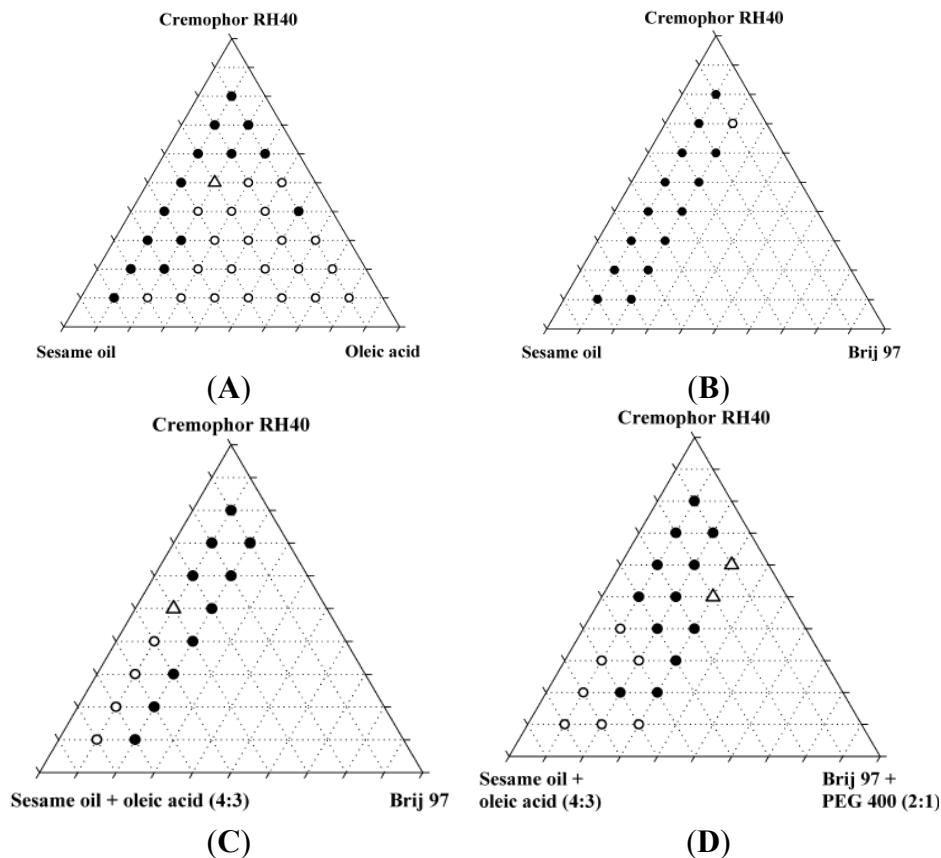 Cremophor RH40
Sesame oil
Oleic acid
(A)
Cremophor RH40
Sesame oil
Brij 97
(B)
Cremophor RH40
Sesame oil + oleic acid (4:3)
Brij 97
(C)
Cremophor RH40
Sesame oil +
oleic acid (4:3)
Brij 97 +
PEG 400 (2:1)
(D)